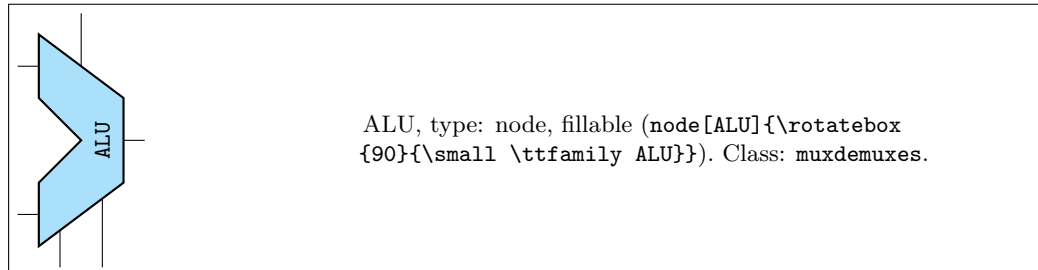 ALU
ALU, type: node, fillable (node[ALU]{\rotatebox
{90}{\small \ttfamily ALU}}). Class: muxdemuxes.